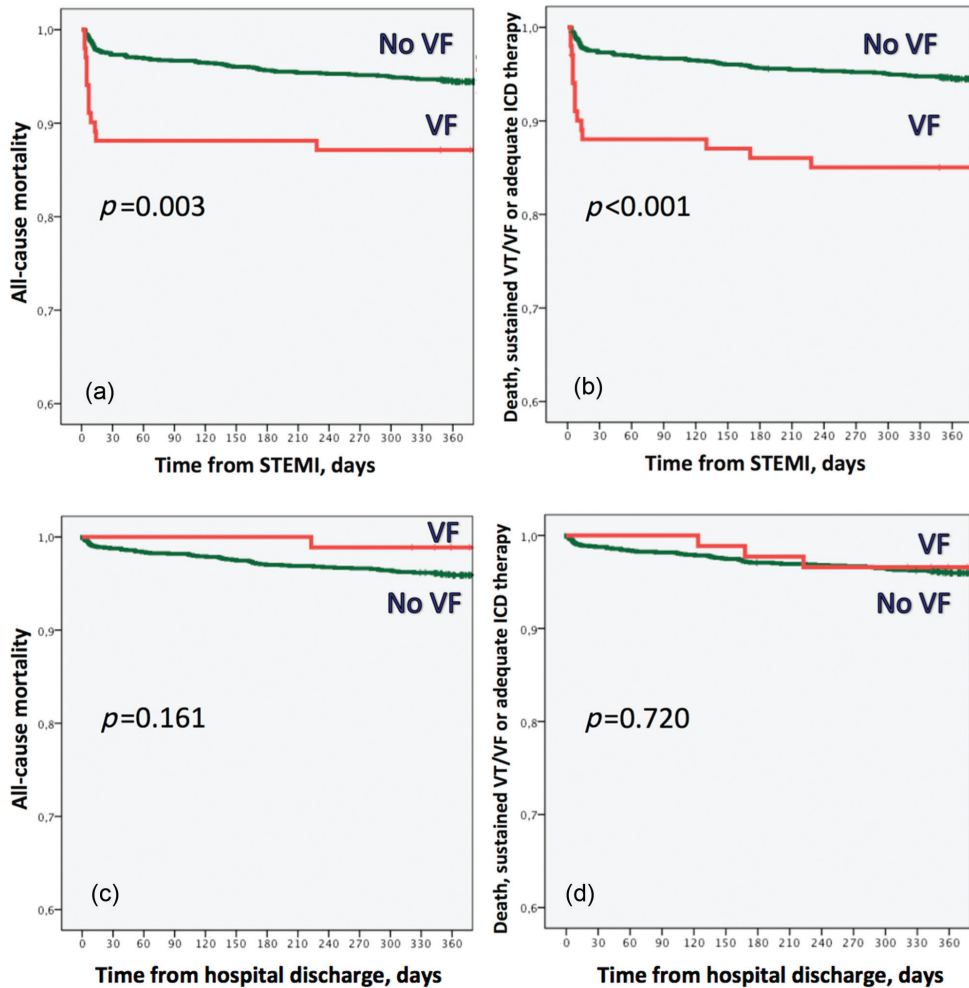 All-cause mortality
1,0
0,9
0,8
0,7
0,6
No VF
VF
p=0.003
(a)
0 30 60 90 120 150 180 210 240 270 300 330 360
Time from STEMI, days
Death, sustained VT/VF or adequate ICD therapy
1,0
0,9
0,8
0,7
0,6
No VF
VF
p<0.001
(b)
0 30 60 90 120 150 180 210 240 270 300 330 360
Time from STEMI, days
All-cause mortality
1,0
0,9
0,8
0,7
0,6
VF
No VF
p=0.161
(c)
0 30 60 90 120 150 180 210 240 270 300 330 360
Time from hospital discharge, days
Death, sustained VT/VF or adequate ICD therapy
1,0
0,9
0,8
0,7
0,6
VF
No VF
p=0.720
(d)
0 30 60 90 120 150 180 210 240 270 300 330 360
Time from hospital discharge, days